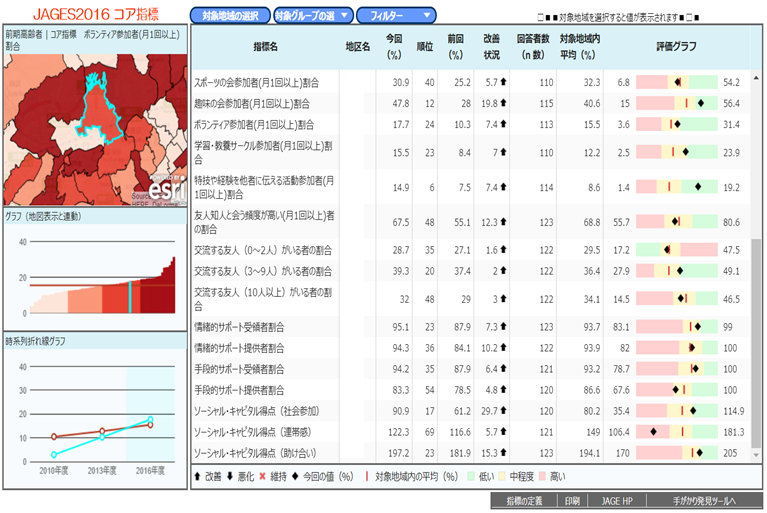 JAGES2016 コア指標
対象地域の選択 対象グループの選 ▼ フィルター ▼
□■■対象地域を選択すると値が表示されます■□■
前期高齢者 | コア指標 ボランティア参加者(月1回以上)
割合
POWERED BY
esri
グラフ（地図表示と連動）
40
20
0
時系列折れ線グラフ
40
30
20
10
0
2010年度 2013年度 2016年度
指標名 地区名 今回(%) 順位 前回(%) 改善状況 回答者数(n 数) 対象地域内平均(%) 評価グラフ
スポーツの会参加者(月1回以上)割合 30.9 40 25.2 5.7⬆ 110 32.3 6.8 54.2
趣味の会参加者(月1回以上)割合 47.8 12 28 19.8⬆ 115 40.6 15 56.4
ボランティア参加者(月1回以上)割合 17.7 24 10.3 7.4⬆ 113 15.5 3.6 31.4
学習・教養サークル参加者(月1回以上)割
合 15.5 23 8.4 7⬆ 110 12.2 2.5 23.9
特技や経験を他者に伝える活動参加者(月
1回以上)割合 14.9 6 7.5 7.4⬆ 114 8.6 1.4 19.2
友人知人と会う頻度が高い(月1回以上)者
の割合 67.5 48 55.1 12.3⬆ 123 68.8 55.7 80.6
交流する友人（0～2人）がいる者の割合 28.7 35 27.1 1.6⬆ 122 29.5 17.2 47.5
交流する友人（3～9人）がいる者の割合 39.3 20 37.4 2⬆ 122 36.4 27.9 49.1
交流する友人（10人以上）がいる者の割
合 32 48 29 3⬆ 122 34.1 14.5 46.5
情緒的サポート受領者割合 95.1 23 87.9 7.3⬆ 123 93.7 83.1 99
情緒的サポート提供者割合 94.3 36 84.1 10.2⬆ 122 93.9 82 100
手段的サポート受領者割合 94.2 35 87.9 6.4⬆ 121 93.2 78.7 100
手段的サポート提供者割合 83.3 54 78.5 4.8⬆ 120 86.6 67.6 100
ソーシャル・キャピタル得点（社会参加） 90.9 17 61.2 29.7⬆ 120 80.2 35.4 114.9
ソーシャル・キャピタル得点（連帯感） 122.3 69 116.6 5.7⬆ 121 149 106.4 181.3
ソーシャル・キャピタル得点（助け合い） 197.2 23 181.9 15.3⬆ 123 194.1 170 205
⬆ 改善 ⬇ 悪化 ✖ 維持 ◆ 今回の値（%） | 対象地域内の平均（%） 低い 中程度 高い
指標の定義 印刷 JAGE HP 手がかり発見ツールへ